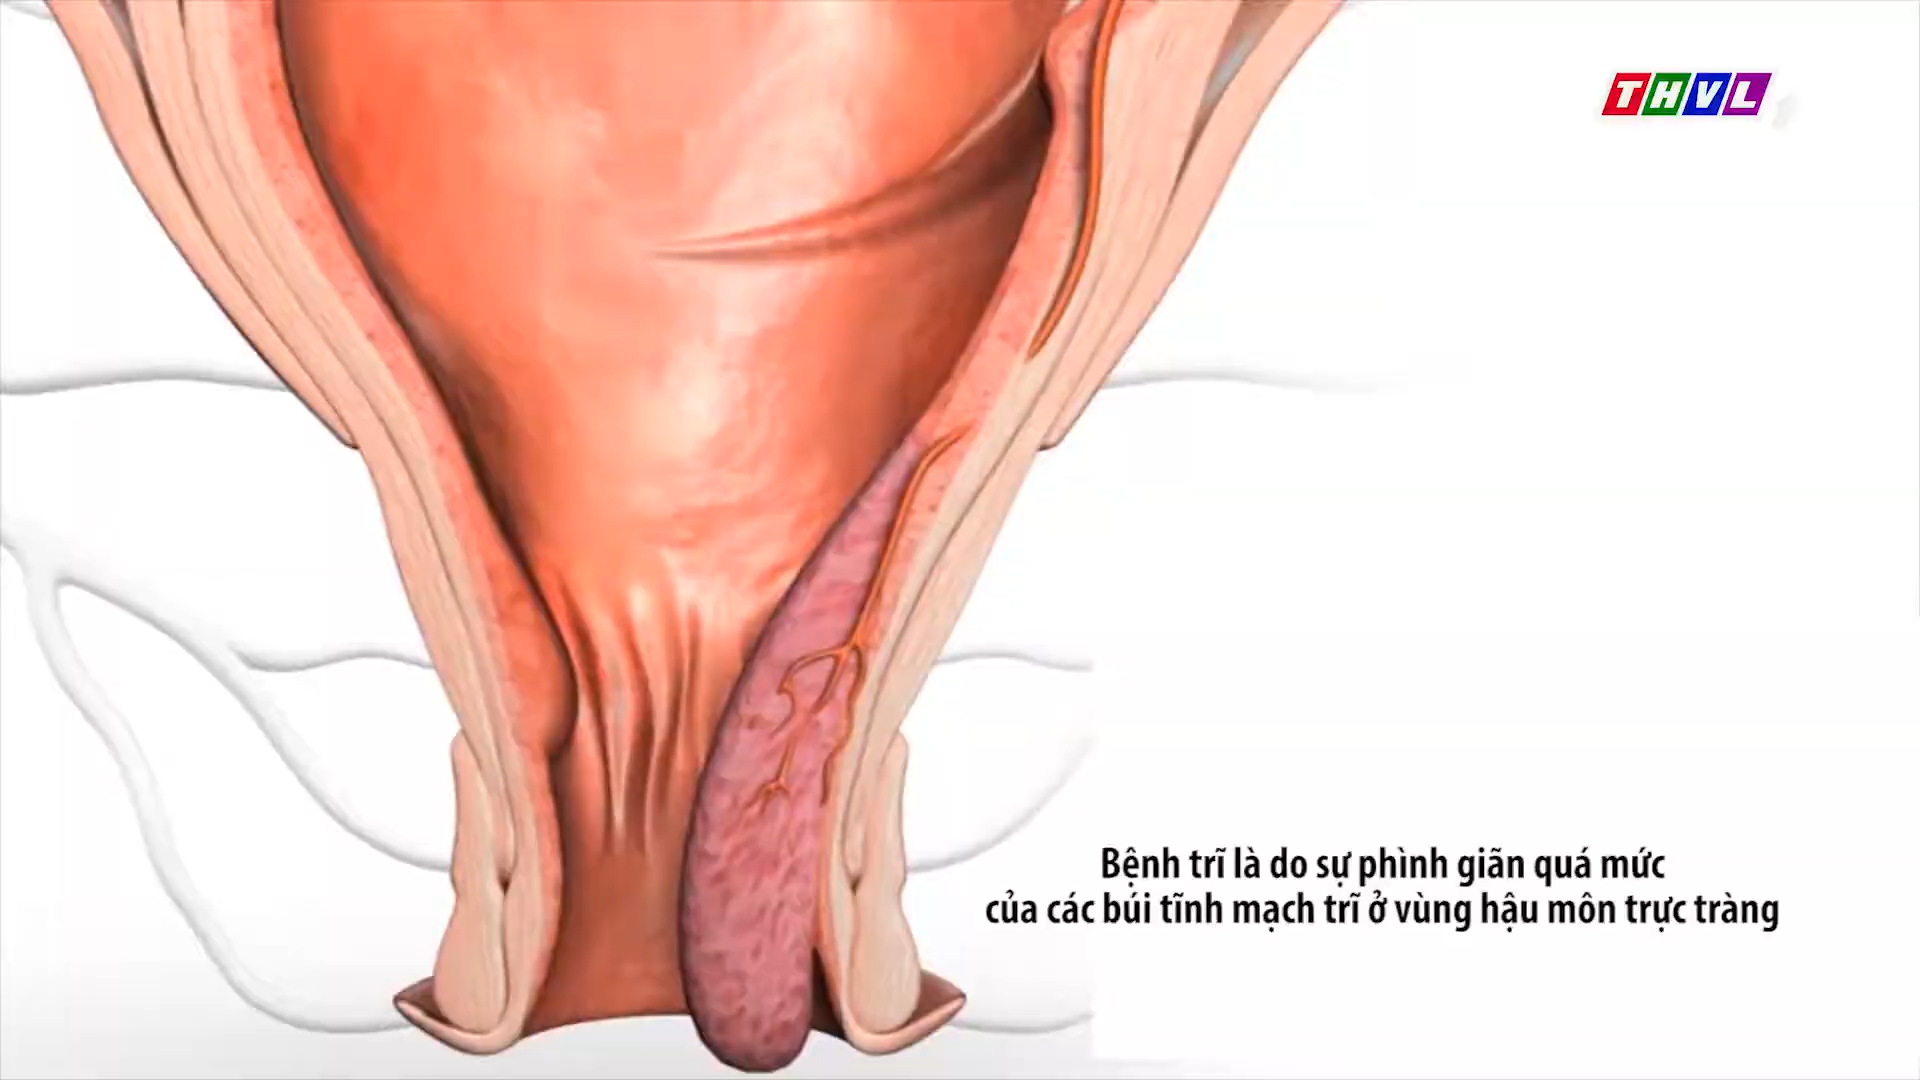 THVL
Bệnh trĩ là do sự phình giãn quá mức
của các búi tĩnh mạch trĩ ở vùng hậu môn trực tràng